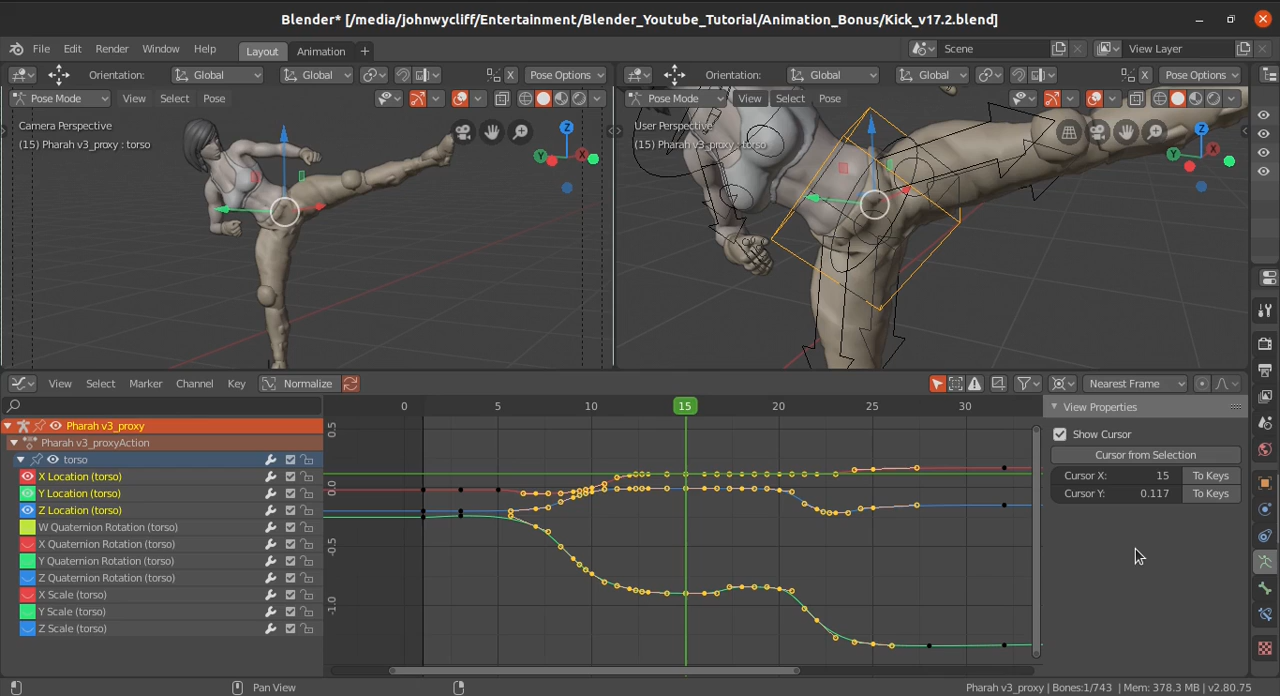 Blender* [/media/johnwycliff/Entertainment/Blender_Youtube_Tutorial/Animation_Bonus/Kick_v17.2.blend]
File Edit Render Window Help Layout Animation + Scene View Layer
Orientation: Global Global X Pose Options
Orientation: Global Global X Pose Options
Pose Mode View Select Pose
Pose Mode View Select Pose
Camera Perspective
(15) Pharah v3_proxy : torso
Z
Y
X
User Perspective
(15) Pharah v3_proxy : torso
Z
Y
X
View Select Marker Channel Key Normalize Nearest Frame
0 5 10 15 20 25 30
0.5
0.0
-0.5
-1.0
Pharah v3_proxy
Pharah v3_proxyAction
torso
X Location (torso)
Y Location (torso)
Z Location (torso)
W Quaternion Rotation (torso)
X Quaternion Rotation (torso)
Y Quaternion Rotation (torso)
Z Quaternion Rotation (torso)
X Scale (torso)
Y Scale (torso)
Z Scale (torso)
View Properties
Show Cursor
Cursor from Selection
Cursor X: 15 To Keys
Cursor Y: 0.117 To Keys
Pan View
Pharah v3_proxy | Bones:1/743 | Mem: 378.3 MB | v2.80.75